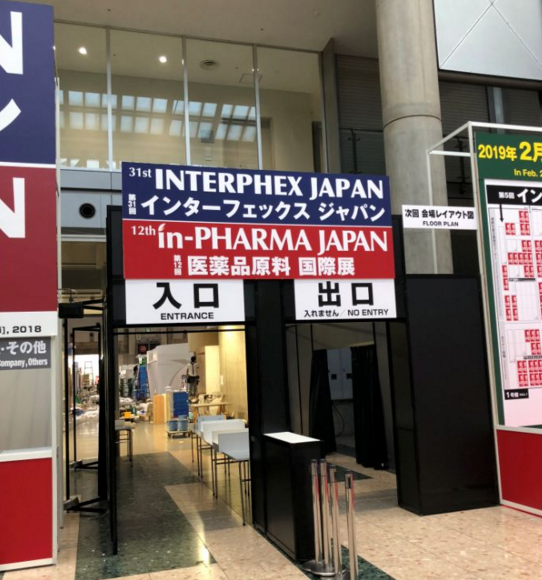 31st INTERPHEX JAPAN
第31回 インターフェックス ジャパン
12th in-PHARMA JAPAN
第12回 医薬品原料 国際展
入口
ENTRANCE
出口
入れません／NO ENTRY
次回 会場レイアウト図
FLOOR PLAN
2019年 2月
In Feb. 2
第5回
1号館
N
ン
N
, 2018
・その他
Company, Others